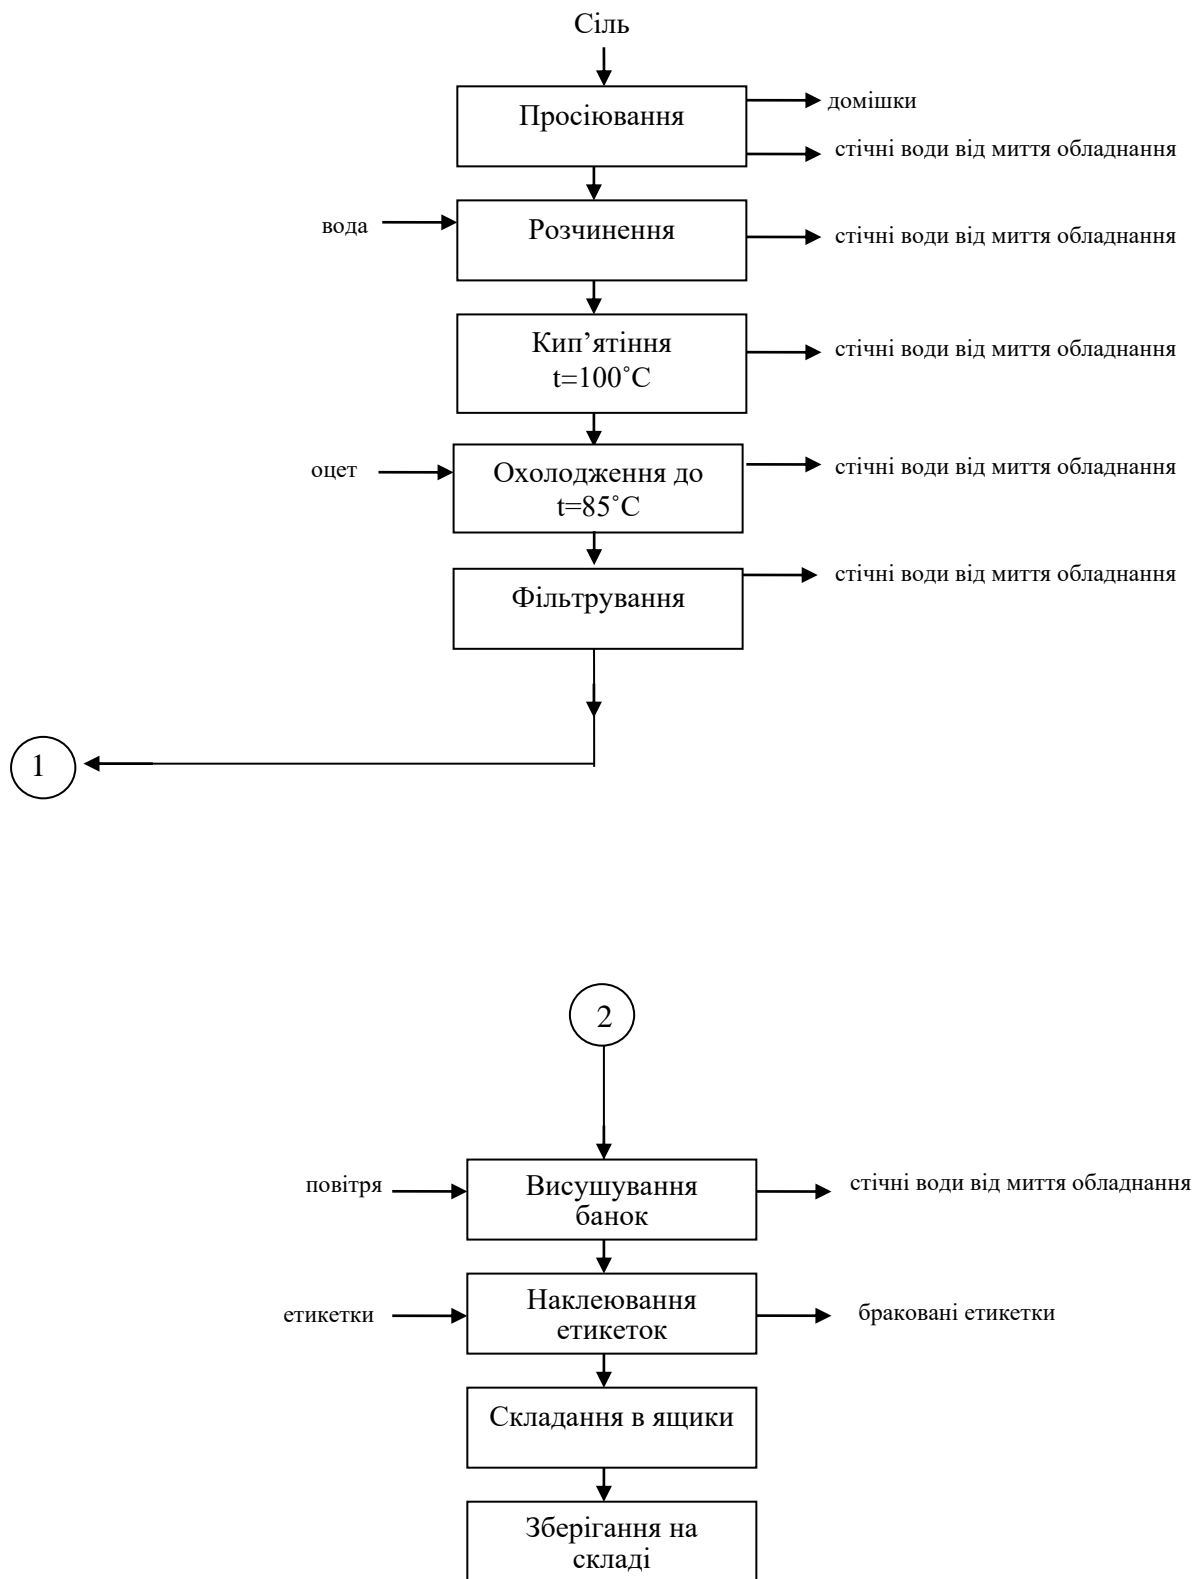 Сіль
Просіювання
домішки
стічні води від миття обладнання
вода
Розчинення
стічні води від миття обладнання
Кип’ятіння
t=100˚С
стічні води від миття обладнання
оцет
Охолодження до
t=85˚С
стічні води від миття обладнання
Фільтрування
стічні води від миття обладнання
1
2
повітря
Висушування
банок
стічні води від миття обладнання
етикетки
Наклеювання
етикеток
браковані етикетки
Складання в ящики
Зберігання на
складі